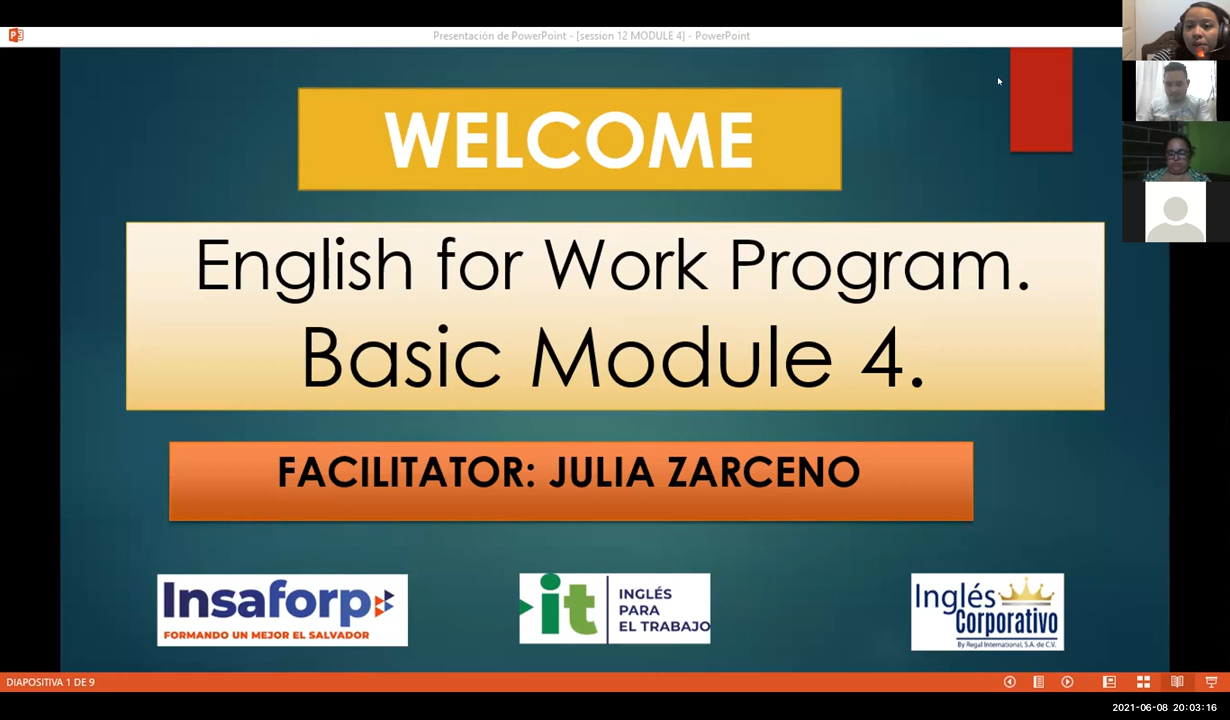 Presentación de PowerPoint - [session 12 MODULE 4] - PowerPoint
WELCOME
English for Work Program.
Basic Module 4.
FACILITATOR: JULIA ZARCENO
Insaforp
FORMANDO UN MEJOR EL SALVADOR
it
INGLÉS
PARA
EL TRABAJO
Inglés
Corporativo
By Regal International, S.A. de C.V.
DIAPOSITIVA 1 DE 9
2021-06-08 20:03:16